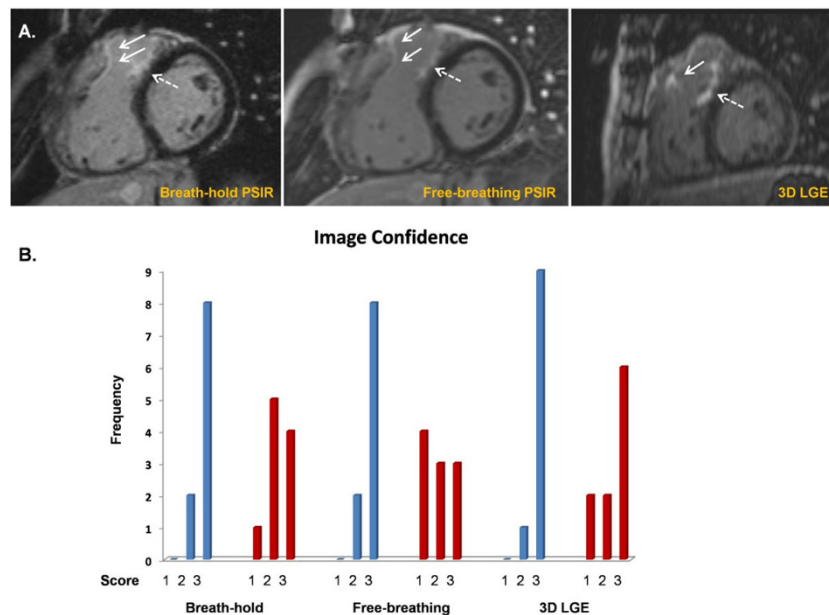 A.
Breath-hold PSIR
Free-breathing PSIR
3D LGE
Image Confidence
B.
Frequency
9
8
7
6
5
4
3
2
1
0
Score 1 2 3 1 2 3 1 2 3 1 2 3 1 2 3 1 2 3
Breath-hold Free-breathing 3D LGE